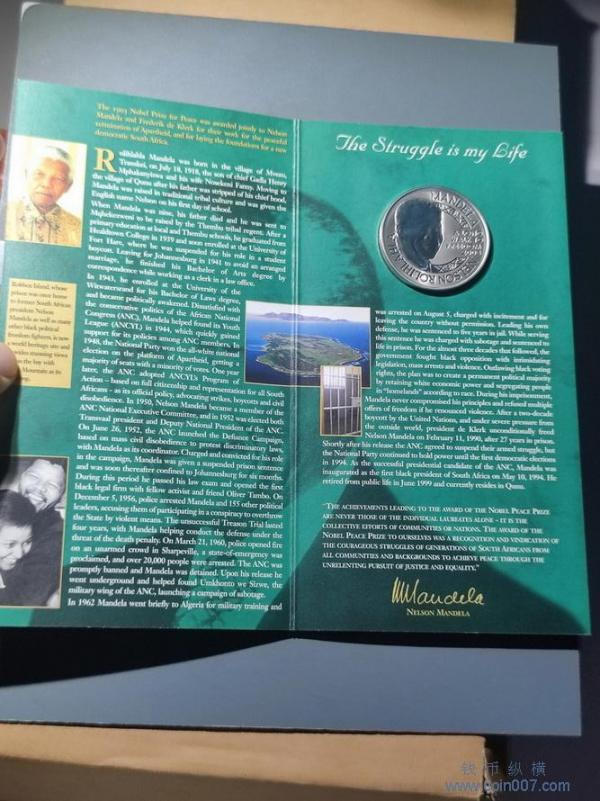 The 1993 Nobel Prize for Peace was awarded jointly to Nelson
Mandela and Frederik de Klerk for their work for the peaceful
termination of Apartheid, and for laying the foundations for a new
democratic South Africa.
Rolihlahla Mandela was born in the village of Mvezo,
Transkei, on July 18, 1918, the son of chief Gadla Henry
Mphakanyiswa and his wife Nosekeni Fanny. Moving to
the village of Qunu after his father was stripped of his chief hood,
Mandela was raised in traditional tribal culture and was given the
English name Nelson on his first day of school.
When Mandela was nine, his father died and he was sent to
Mqhekezweni to be raised by the Thembu tribal regent. After a
primary education at local and Thembu schools, he graduated from
Healdtown College in 1939 and soon enrolled at the University of
Fort Hare, where he was suspended for his role in a student
boycott. Leaving for Johannesburg in 1941 to avoid an arranged
marriage, he finished his Bachelor of Arts degree by
correspondence while working as a clerk in a law office.
In 1943, he enrolled at the University of the
Witwatersrand for his Bachelor of Laws degree,
and became politically awakened. Dissatisfied with
the conservative politics of the African National
Congress (ANC), Mandela helped found its Youth
League (ANCYL) in 1944, which quickly gained
support for its policies among ANC members. In
1948, the National Party won the all-white national
election on the platform of Apartheid, getting a
majority of seats with a minority of votes. One year
later, the ANC adopted ANCYL's Program of
Action – based on full citizenship and representation for all South
Africans – as its official policy, advocating strikes, boycotts and civil
disobedience. In 1950, Nelson Mandela became a member of the
ANC National Executive Committee, and in 1952 was elected both
Transvaal president and Deputy National President of the ANC.
On June 26, 1952, the ANC launched the Defiance Campaign,
based on mass civil disobedience to protest discriminatory laws,
with Mandela as its coordinator. Charged and convicted for his role
in the campaign, Mandela was given a suspended prison sentence
and was soon thereafter confined to Johannesburg for six months.
During this period he passed his law exam and opened the first
black legal firm with fellow activist and friend Oliver Tambo. On
December 5, 1956, police arrested Mandela and 155 other political
leaders, accusing them of participating in a conspiracy to overthrow
the State by violent means. The unsuccessful Treason Trial lasted
four years, with Mandela helping conduct the defense under the
threat of the death penalty. On March 21, 1960, police opened fire
on an unarmed crowd in Sharpeville, a state-of-emergency was
proclaimed, and over 20,000 people were arrested. The ANC was
promptly banned and Mandela was detained. Upon his release he
went underground and helped found Umkhonto we Sizwe, the
military wing of the ANC, launching a campaign of sabotage.
In 1962 Mandela went briefly to Algeria for military training and
Robben Island, whose
prison was once home
to former South African
president Nelson
Mandela as well as many
other black political
freedom fighters, is now
a world heritage site and
provides stunning views
The Struggle is my Life
NELSON ROLIHLAHLA MANDELA
was arrested on August 5, charged with incitement and for
leaving the country without permission. Leading his own
defense, he was sentenced to five years in jail. While serving
this sentence he was charged with sabotage and sentenced to
life in prison. For the almost three decades that followed, the
government fought black opposition with intimidating
legislation, mass arrests and violence. Outlawing black voting
rights, the plan was to create a permanent political majority
by retaining white economic power and segregating people
in "homelands" according to race. During his imprisonment,
Mandela never compromised his principles and refused multiple
offers of freedom if he renounced violence. After a two-decade
boycott by the United Nations, and under severe pressure from
the outside world, president de Klerk unconditionally freed
Nelson Mandela on February 11, 1990, after 27 years in prison.
Shortly after his release the ANC agreed to suspend their armed struggle, but
the National Party continued to hold power until the first democratic elections
in 1994. As the successful presidential candidate of the ANC, Mandela was
inaugurated as the first black president of South Africa on May 10, 1994. He
retired from public life in June 1999 and currently resides in Qunu.
"The achievements leading to the award of the Nobel Peace Prize
are never those of the individual laureates alone – it is the
collective efforts of communities or nations. The award of the
Nobel Peace Prize to ourselves was a recognition and vindication of
the courageous struggles of generations of South Africans from
all communities and backgrounds to achieve peace through the
unrelenting pursuit of justice and equality."
NMandela
Nelson Mandela
钱币纵横
www.coin007.com